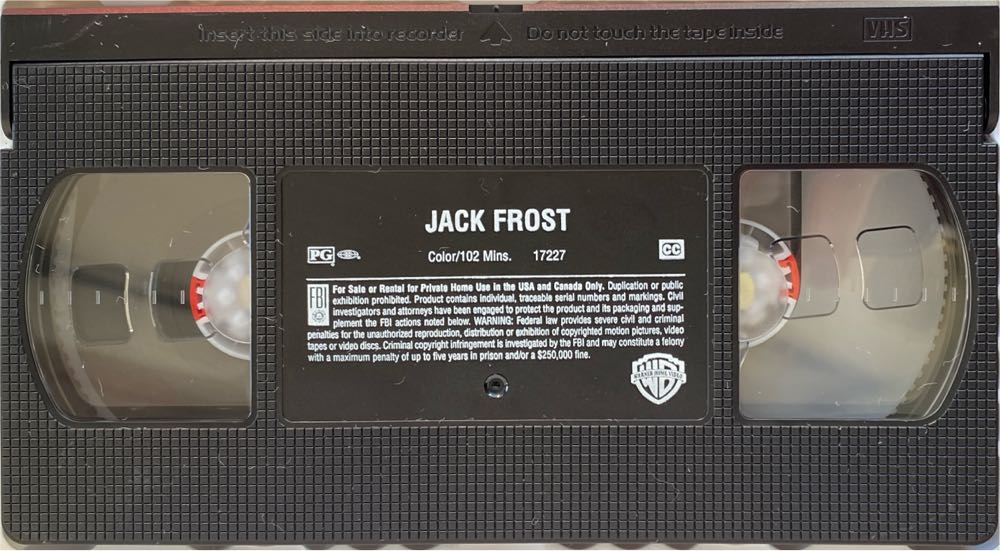 Insert this side into recorder Do not touch the tape inside VHS
JACK FROST
PG Color/102 Mins. 17227 CC
FBI For Sale or Rental for Private Home Use in the USA and Canada Only. Duplication or public
exhibition prohibited. Product contains individual, traceable serial numbers and markings. Civil
investigators and attorneys have been engaged to protect the product and its packaging and sup-
plement the FBI actions noted below. WARNING: Federal law provides severe civil and criminal
penalties for the unauthorized reproduction, distribution or exhibition of copyrighted motion pictures, video
tapes or video discs. Criminal copyright infringement is investigated by the FBI and may constitute a felony
with a maximum penalty of up to five years in prison and/or a $250,000 fine.
WARNER HOME VIDEO
WB